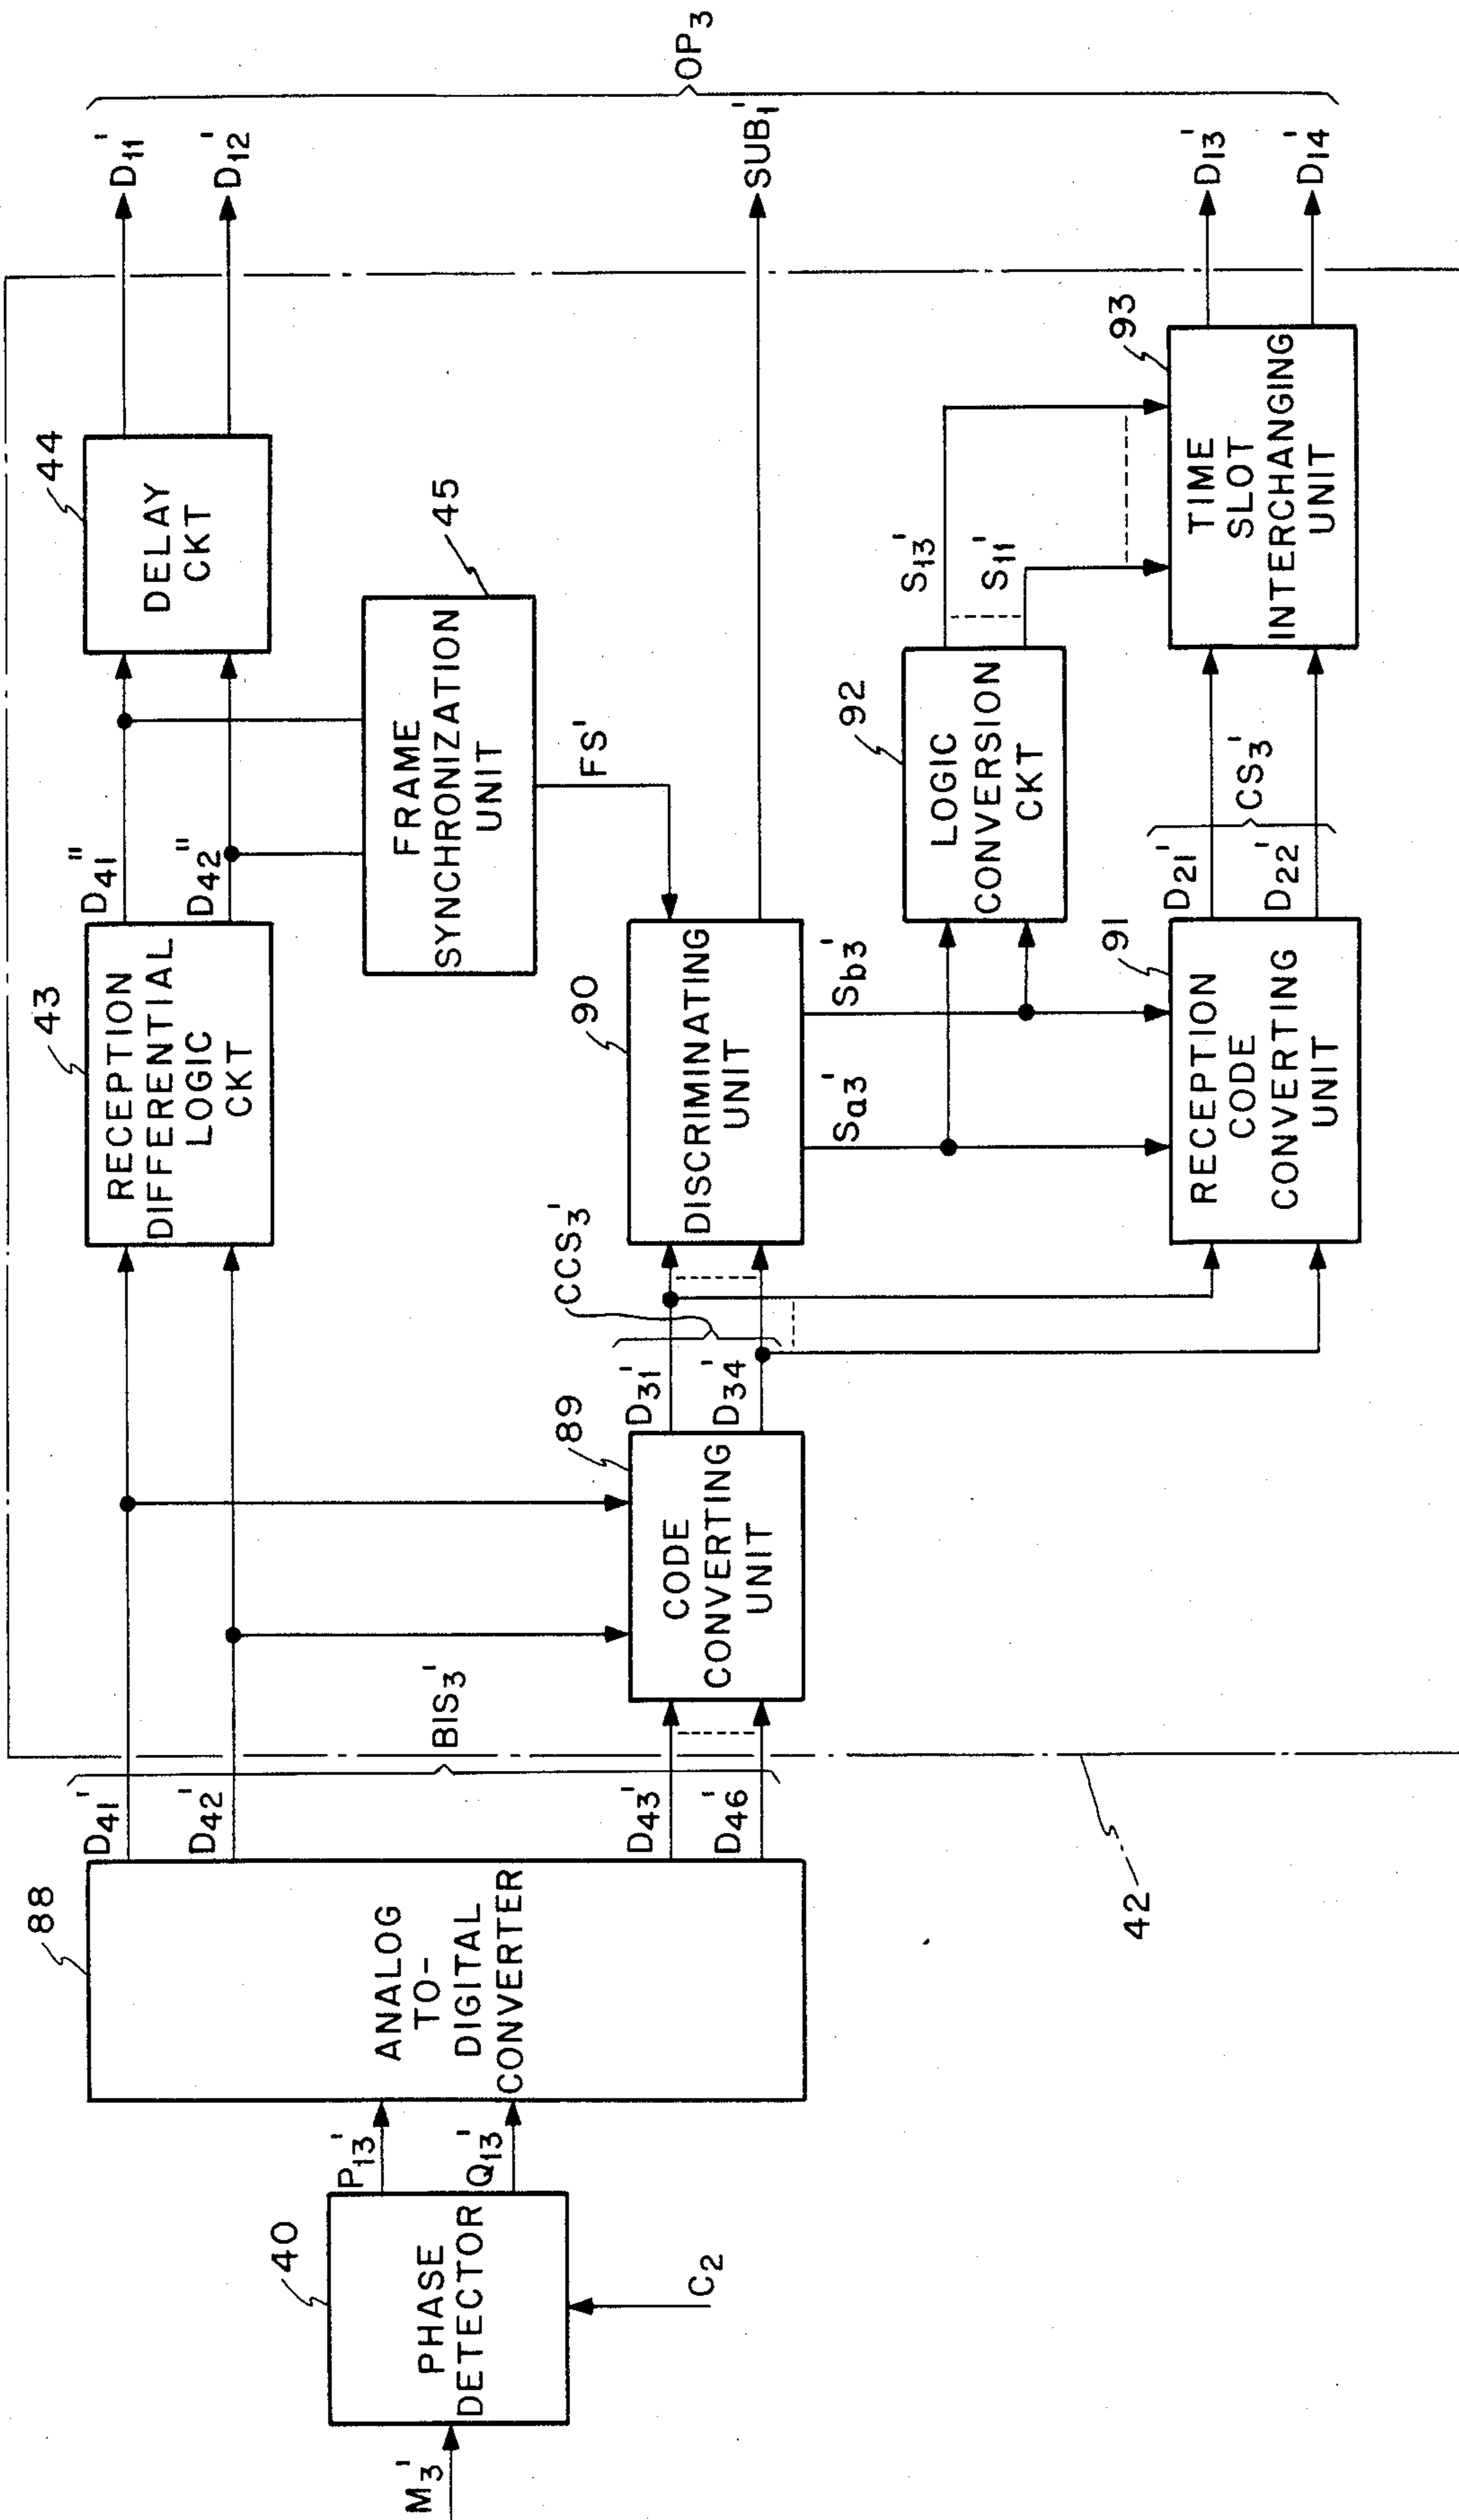 M3'
40
PHASE
DETECTOR
C2
P13'
Q13'
88
ANALOG
TO-
DIGITAL
CONVERTER
D41'
D42'
BIS3'
D43'
D46'
42
43
RECEPTION
DIFFERENTIAL
LOGIC
CKT
D41"
D42"
44
DELAY
CKT
D11'
D12'
45
FRAME
SYNCHRONIZATION
UNIT
FS'
89
CODE
CONVERTING
UNIT
D31'
D34'
CCS3'
90
DISCRIMINATING
UNIT
Sa3'
Sb3'
SUB1'
OP3
91
RECEPTION
CODE
CONVERTING
UNIT
D21'
D22'
CS3'
92
LOGIC
CONVERSION
CKT
S13'
S11'
93
TIME
SLOT
INTERCHANGING
UNIT
D13'
D14'